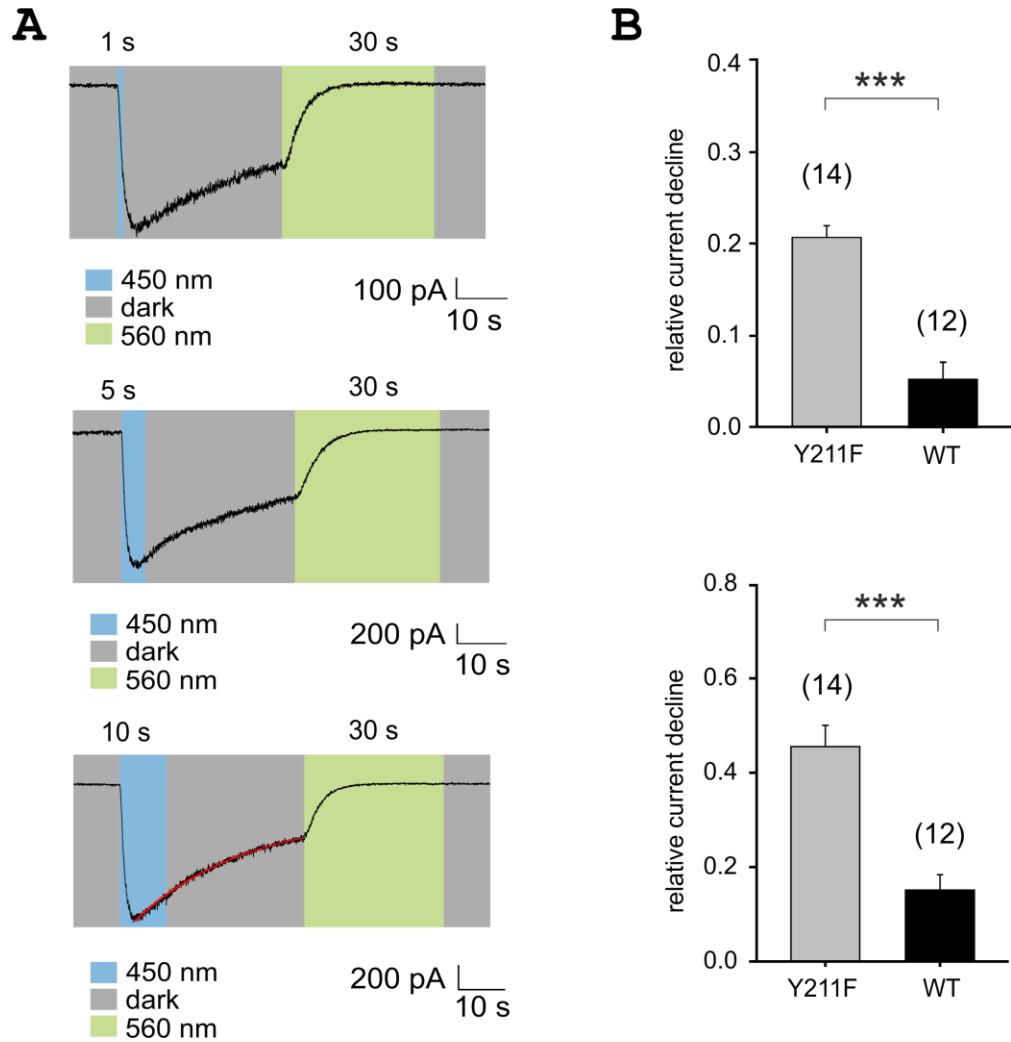 A
1 s 30 s
450 nm
dark
560 nm
100 pA
10 s
5 s 30 s
450 nm
dark
560 nm
200 pA
10 s
10 s 30 s
450 nm
dark
560 nm
200 pA
10 s
B
relative current decline
0.4
0.3
0.2
0.1
0.0
***
(14)
(12)
Y211F WT
relative current decline
0.8
0.6
0.4
0.2
0.0
***
(14)
(12)
Y211F WT